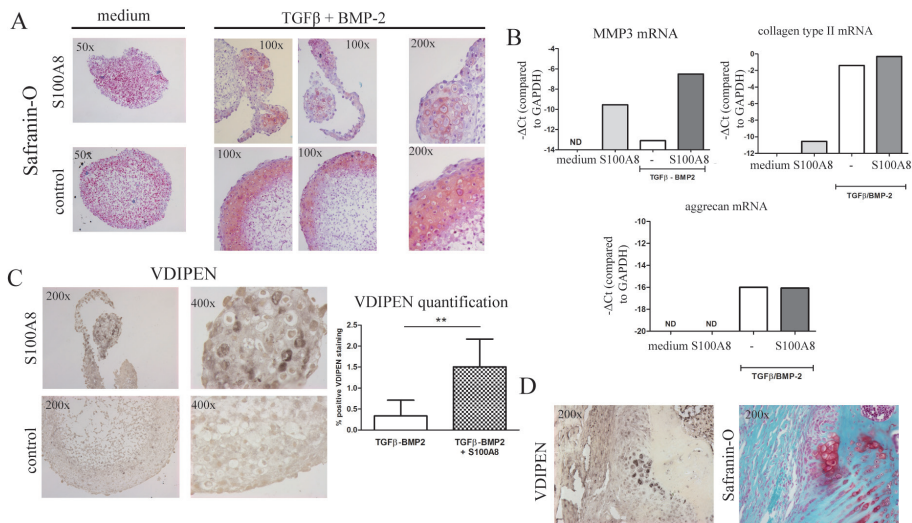 A
medium
TGFβ + BMP-2
Safranin-O
S100A8
control
50x
100x
100x
200x
50x
100x
100x
200x
B
MMP3 mRNA
-ΔCt (compared
to GAPDH)
-4
-6
-8
-10
-12
-14
ND
medium S100A8 - S100A8
TGFβ - BMP2
collagen type II mRNA
-ΔCt (compared
to GAPDH)
0
-2
-4
-6
-8
-10
-12
medium S100A8 - S100A8
TGFβ/BMP-2
aggrecan mRNA
-ΔCt (compared
to GAPDH)
-10
-12
-14
-16
-18
-20
ND ND
medium S100A8 - S100A8
TGFβ/BMP-2
C
VDIPEN
S100A8
control
200x
400x
200x
400x
VDIPEN quantification
% positive VDIPEN staining
2.5
2.0
1.5
1.0
0.5
0.0
**
TGFβ-BMP2
TGFβ-BMP2
+ S100A8
D
VDIPEN
200x
Safranin-O
200x